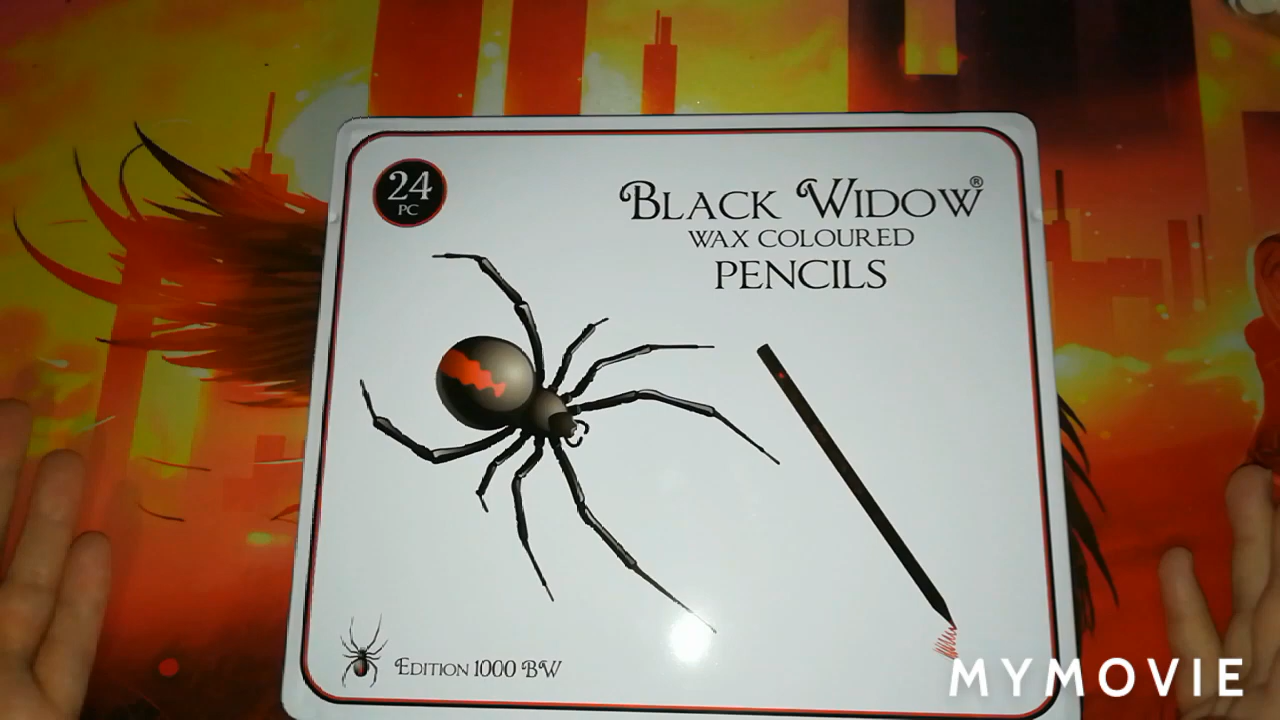 24
PC
BLACK WIDOW®
WAX COLOURED
PENCILS
EDITION 1000 BW
MYMOVIE